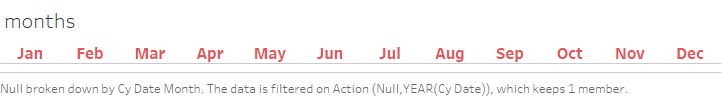 months
Jan Feb Mar Apr May Jun Jul Aug Sep Oct Nov Dec
Null broken down by Cy Date Month. The data is filtered on Action (Null,YEAR(Cy Date)), which keeps 1 member.